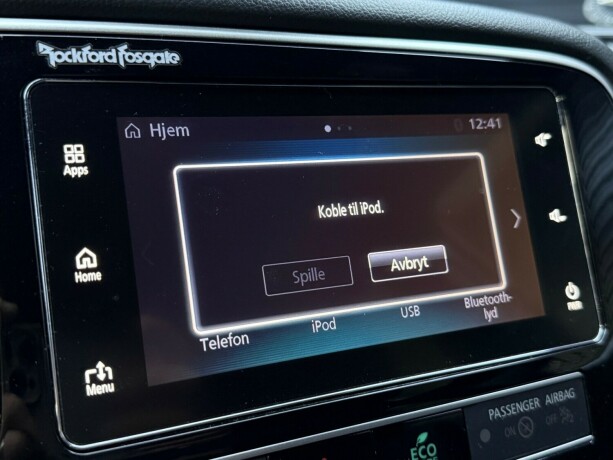 Rockford Fosgate
Hjem
12:41
Apps
Koble til iPod.
Spille
Avbryt
Home
Telefon
iPod
USB
Bluetooth-
lyd
PWR
Menu
PASSENGER AIRBAG
ON
OFF
ECO